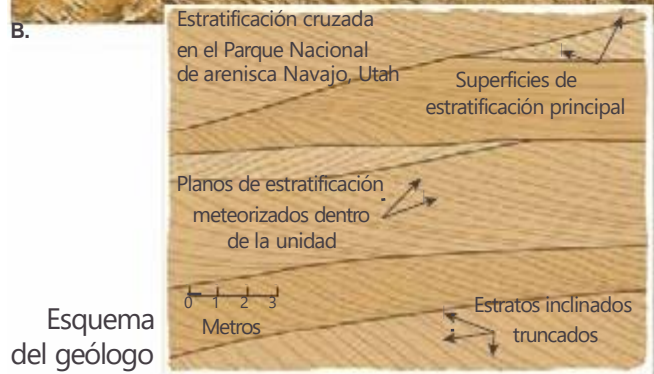 B.
Estratificación cruzada
en el Parque Nacional
de arenisca Navajo, Utah
Superficies de
estratificación principal
Planos de estratificación
meteorizados dentro
de la unidad
0 1 2 3
Metros
Estratos inclinados
truncados
Esquema
del geólogo